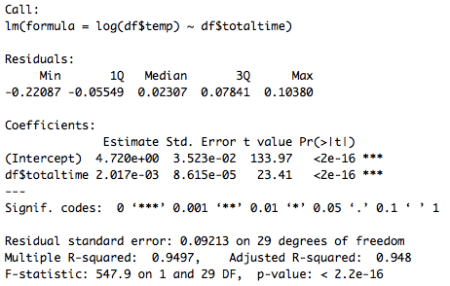 Call:
lm(formula = log(df$temp) ~ df$totaltime)
Residuals:
Min 1Q Median 3Q Max
-0.22087 -0.05549 0.02307 0.07841 0.10380
Coefficients:
Estimate Std. Error t value Pr(>|t|)
(Intercept) 4.720e+00 3.523e-02 133.97 <2e-16 ***
df$totaltime 2.017e-03 8.615e-05 23.41 <2e-16 ***
---
Signif. codes: 0 ‘***’ 0.001 ‘**’ 0.01 ‘*’ 0.05 ‘.’ 0.1 ‘ ’ 1
Residual standard error: 0.09213 on 29 degrees of freedom
Multiple R-squared: 0.9497, Adjusted R-squared: 0.948
F-statistic: 547.9 on 1 and 29 DF, p-value: < 2.2e-16